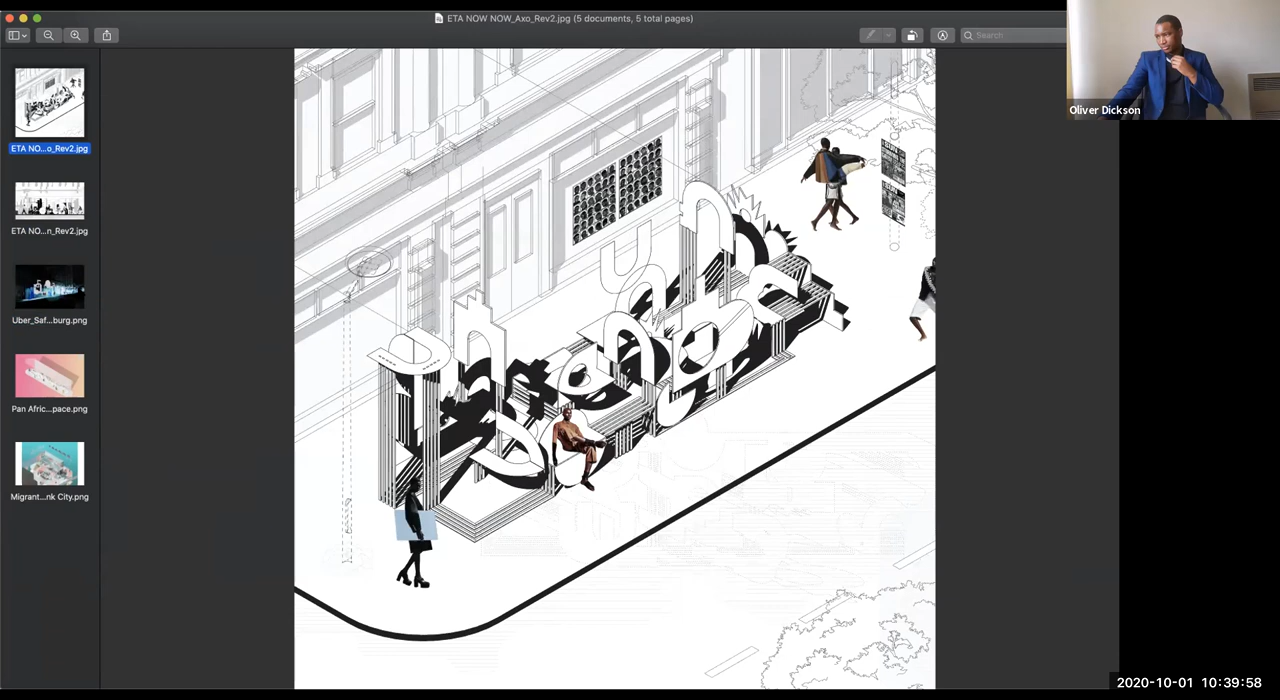 ETA NOW NOW_Axo_Rev2.jpg (5 documents, 5 total pages)
Search
Oliver Dickson
ETA NO...o_Rev2.jpg
ETA NO...n_Rev2.jpg
Uber_Saf...burg.png
Pan Afric...pace.png
Migrant...nk City.png
2020-10-01 10:39:58